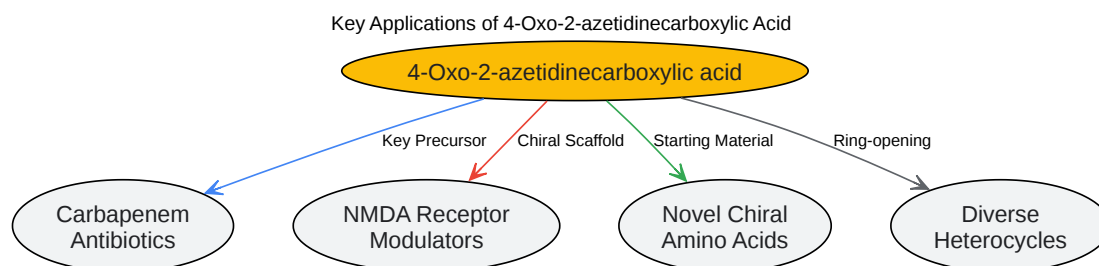 Key Applications of 4-Oxo-2-azetidinecarboxylic Acid
4-Oxo-2-azetidinecarboxylic acid
Key Precursor
Chiral Scaffold
Starting Material
Ring-opening
Carbapenem
Antibiotics
NMDA Receptor
Modulators
Novel Chiral
Amino Acids
Diverse
Heterocycles